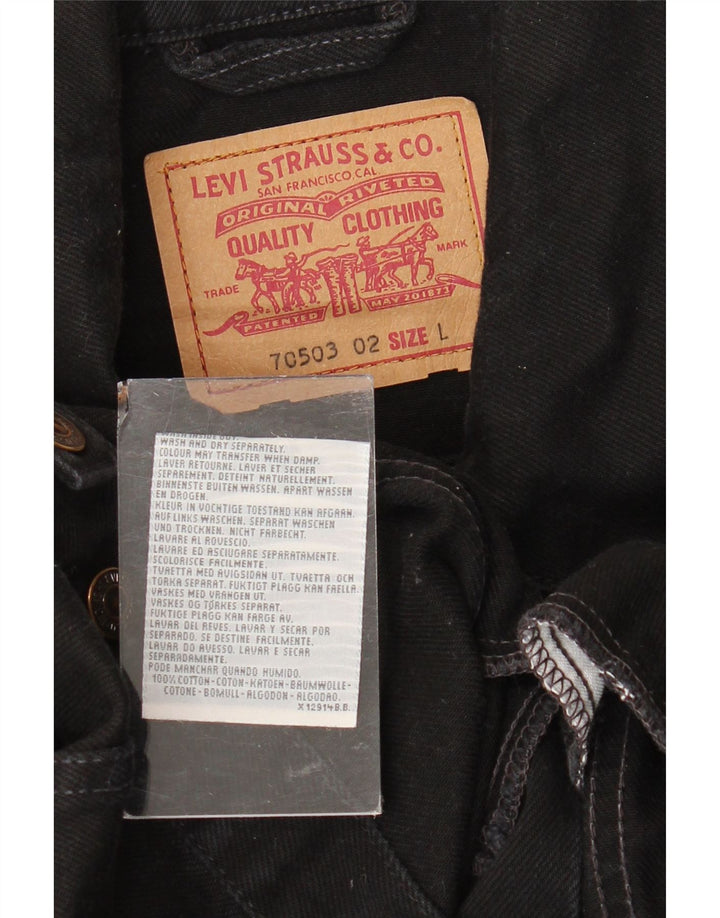 LEVI STRAUSS & CO.
SAN FRANCISCO, CAL.
ORIGINAL RIVETED
QUALITY CLOTHING
TRADE MARK
PATENTED MAY 20 1873
70503 02 SIZE L
WASH INSIDE OUT.
WASH AND DRY SEPARATELY.
COLOUR MAY TRANSFER WHEN DAMP.
LAVER RETOURNE. LAVER ET SECHER
SEPAREMENT. DETEINT NATURELLEMENT.
BINNENSTE BUITEN WASSEN. APART WASSEN
EN DROGEN.
KLEUR IN VOCHTIGE TOESTAND KAN AFGAAN.
AUF LINKS WASCHEN. SEPARAT WASCHEN
UND TROCKNEN. NICHT FARBECHT.
LAVARE AL ROVESCIO.
LAVARE ED ASCIUGARE SEPARATAMENTE.
SCOLORISCE FACILMENTE.
TVAETTA MED AVIGSIDAN UT. TVAETTA OCH
TORKA SEPARAT. FUKTIGT PLAGG KAN FAELLA
VASKES MED VRANGEN UT.
VASKES OG TØRKES SEPARAT.
FUKTIGE PLAGG KAN FARGE AV.
LAVAR DEL REVES. LAVAR Y SECAR POR
SEPARADO. SE DESTINE FACILMENTE.
LAVAR DO AVESSO. LAVAR E SECAR
SEPARADAMENTE.
PODE MANCHAR QUANDO HUMIDO.
100% COTTON - COTON - KATOEN - BAUMWOLLE -
COTONE - BOMULL - ALGODON - ALGODAO.
X 12914 B.B.